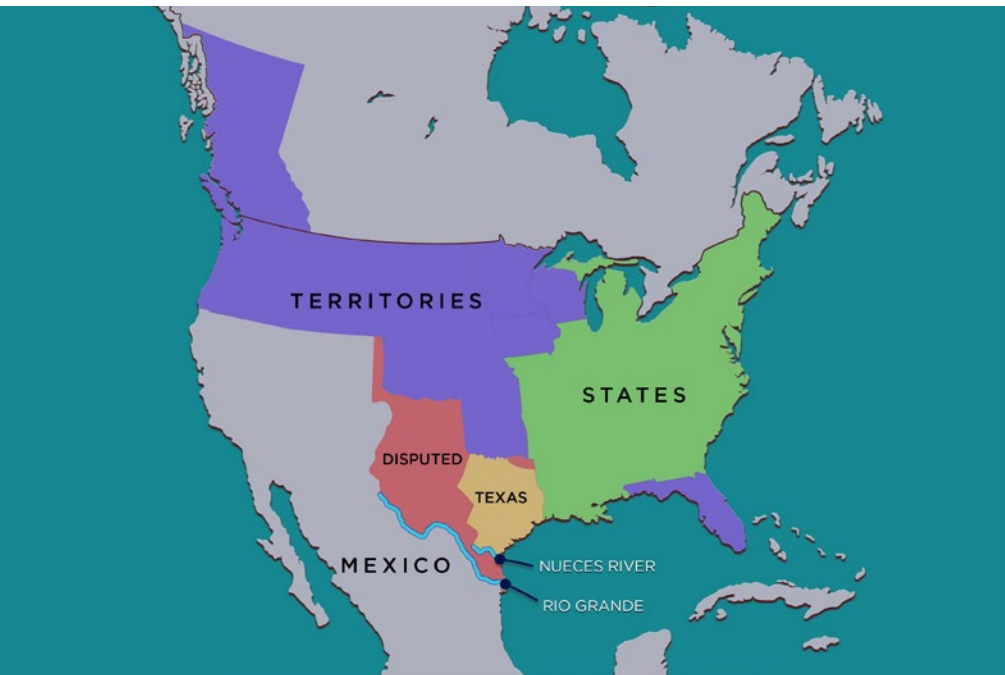 TERRITORIES
STATES
DISPUTED
TEXAS
MEXICO
NUECES RIVER
RIO GRANDE